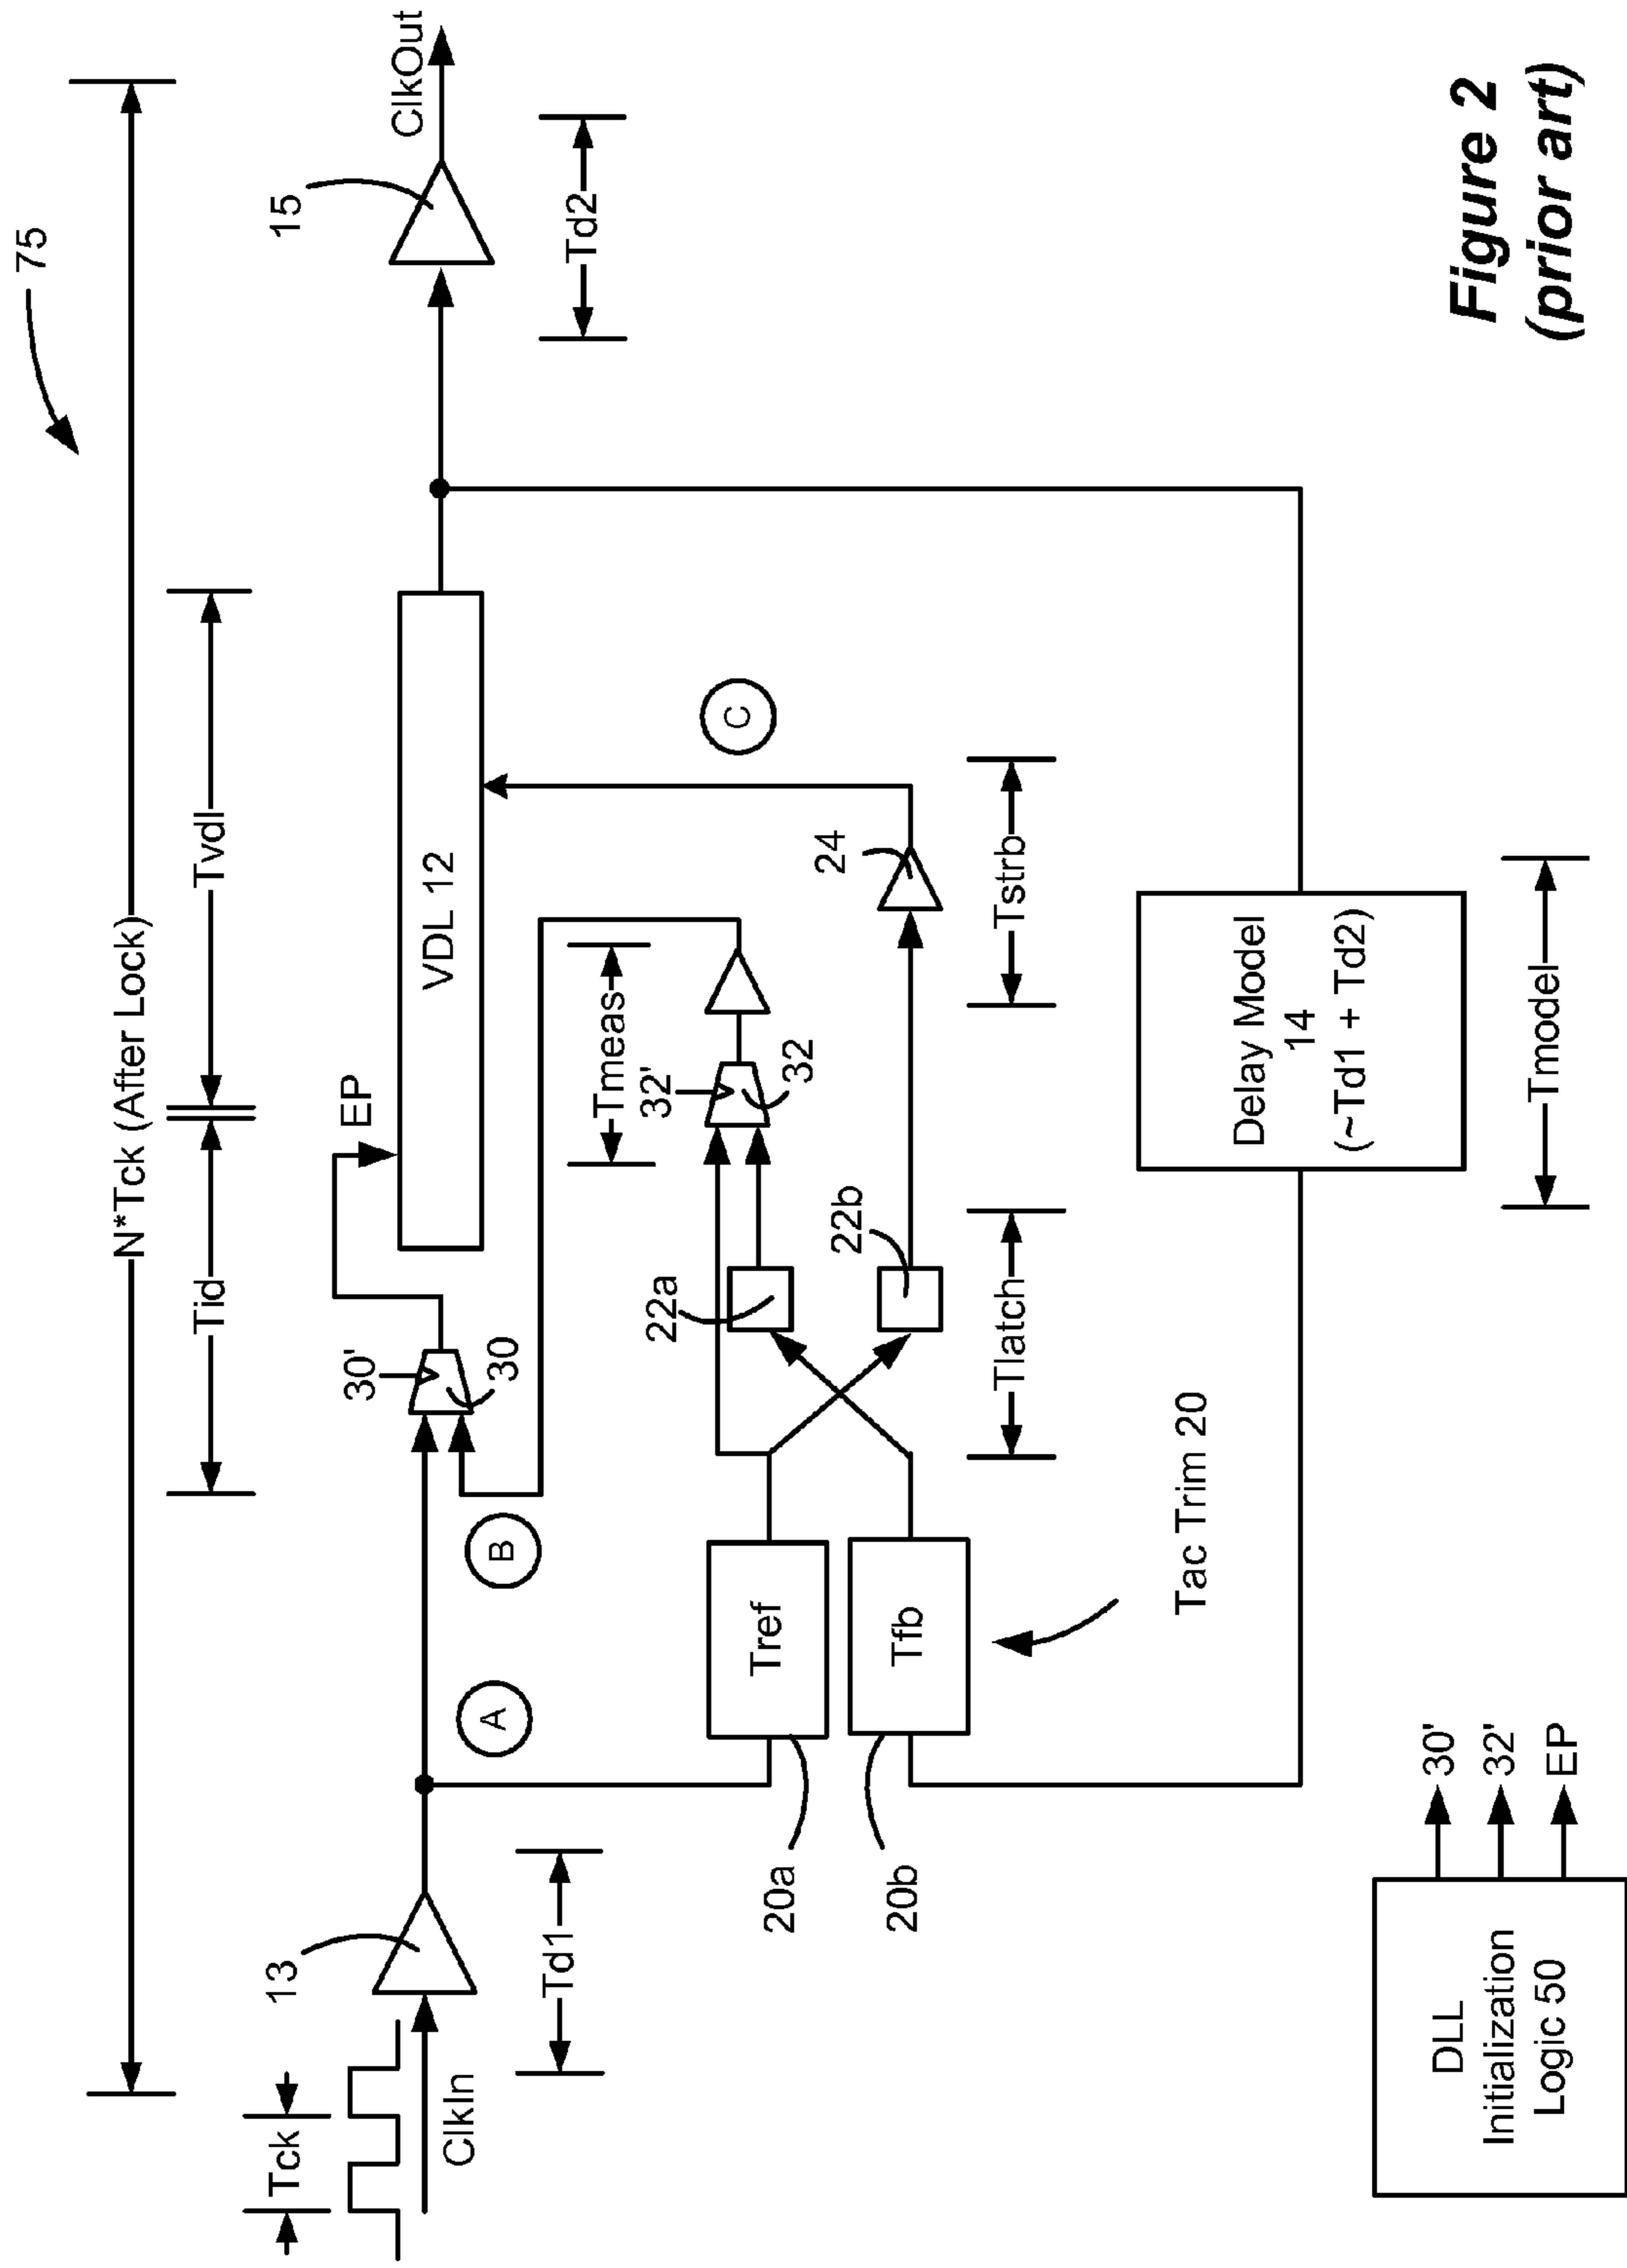 75
N*Tck (After Lock)
Tid
Tvdl
Tck
ClkIn
13
Td1
30'
30
EP
VDL 12
15
ClkOut
Td2
A
B
C
Tmeas
32'
32
20a
Tref
20b
Tfb
22a
22b
24
Tlatch
Tstrb
Tac Trim 20
Delay Model
14
(~Td1 + Td2)
Tmodel
DLL
Initialization
Logic 50
30'
32'
EP
Figure 2
(prior art)